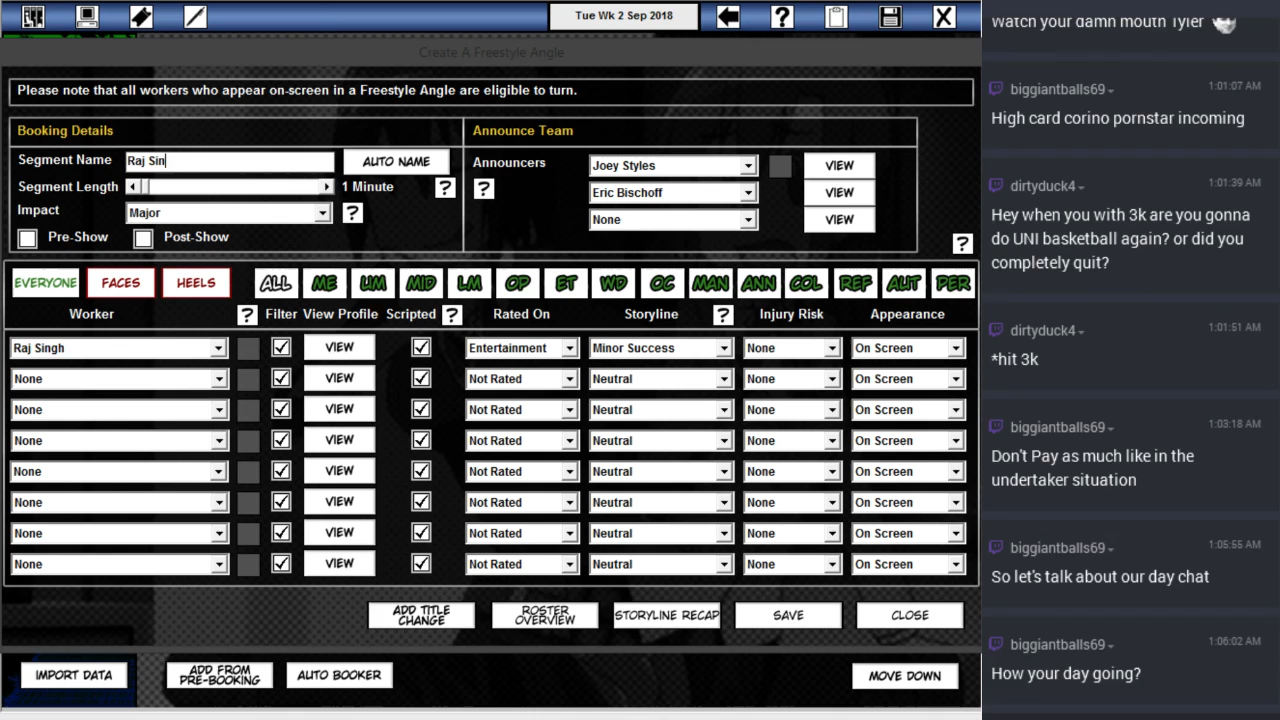 Tue Wk 2 Sep 2018
Create A Freestyle Angle
Please note that all workers who appear on-screen in a Freestyle Angle are eligible to turn.
Booking Details
Announce Team
Segment Name
Raj Sin
AUTO NAME
Segment Length
1 Minute
?
Impact
Major
?
Pre-Show
Post-Show
Announcers
?
Joey Styles
VIEW
Eric Bischoff
VIEW
None
VIEW
?
EVERYONE
FACES
HEELS
ALL
ME
UM
MID
LM
OP
ET
WD
OC
MAN
ANN
COL
REF
AUT
PER
Worker
?
Filter
View Profile
Scripted
?
Rated On
Storyline
?
Injury Risk
Appearance
Raj Singh VIEW Entertainment Minor Success None On Screen
None VIEW Not Rated Neutral None On Screen
None VIEW Not Rated Neutral None On Screen
None VIEW Not Rated Neutral None On Screen
None VIEW Not Rated Neutral None On Screen
None VIEW Not Rated Neutral None On Screen
None VIEW Not Rated Neutral None On Screen
None VIEW Not Rated Neutral None On Screen
ADD TITLE
CHANGE
ROSTER
OVERVIEW
STORYLINE RECAP
SAVE
CLOSE
IMPORT DATA
ADD FROM
PRE-BOOKING
AUTO BOOKER
MOVE DOWN
Watch your damn mouth Tyler
biggiantballs69 1:01:07 AM
High card corino pornstar incoming
dirtyduck4 1:01:39 AM
Hey when you with 3k are you gonna
do UNI basketball again? or did you
completely quit?
dirtyduck4 1:01:51 AM
*hit 3k
biggiantballs69 1:03:18 AM
Don't Pay as much like in the
undertaker situation
biggiantballs69 1:05:55 AM
So let's talk about our day chat
biggiantballs69 1:06:02 AM
How your day going?